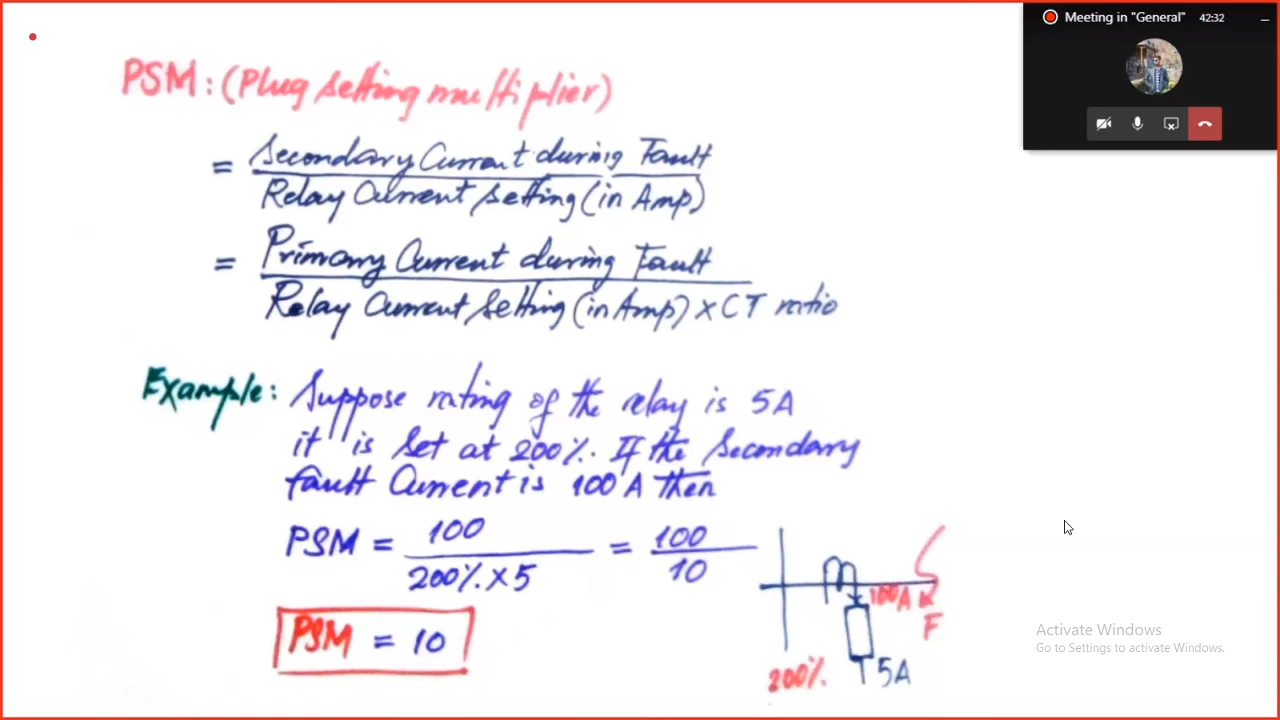 Meeting in "General" 42:32
PSM: (Plug setting multiplier)
= Secondary Current during Fault
Relay Current setting (in Amp)
= Primary Current during Fault
Relay Current Setting (in Amp) × CT ratio
Example: Suppose rating of the relay is 5A
it is set at 200%. If the Secondary
fault Current is 100 A then
PSM = 100 = 100
200% × 5 10
PSM = 10
100A
F
200%. 5A
Activate Windows
Go to Settings to activate Windows.